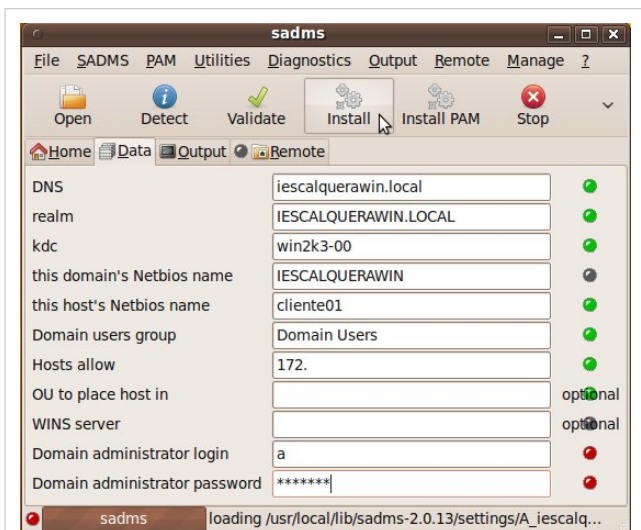 sadms
File SADMS PAM Utilities Diagnostics Output Remote Manage ?
Open Detect Validate Install Install PAM Stop
Home Data Output Remote
DNS iescalquerawin.local
realm IESCALQUERAWIN.LOCAL
kdc win2k3-00
this domain's Netbios name IESCALQUERAWIN
this host's Netbios name cliente01
Domain users group Domain Users
Hosts allow 172.
OU to place host in optional
WINS server optional
Domain administrator login a
Domain administrator password *******
sadms loading /usr/local/lib/sadms-2.0.13/settings/A_iescalq...